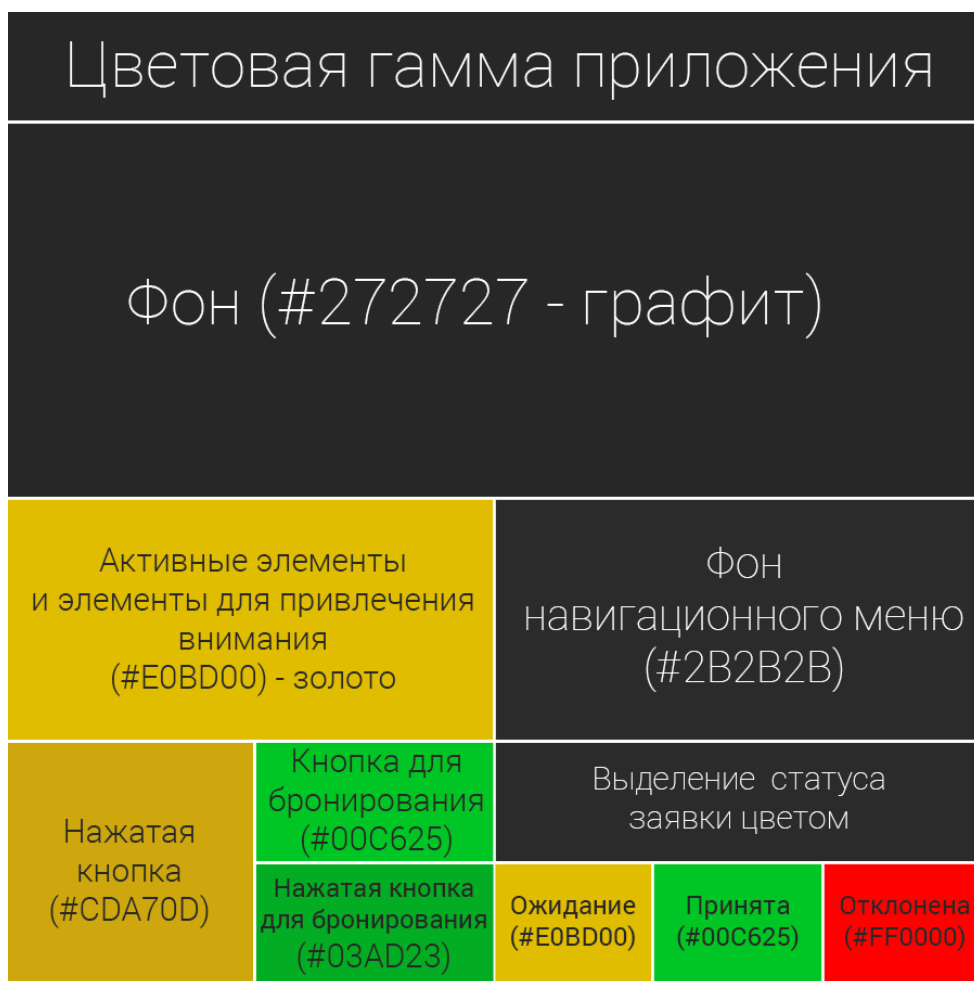 Цветовая гамма приложения
Фон (#272727 - графит)
Активные элементы
и элементы для привлечения
внимания
(#E0BD00) - золото
Фон
навигационного меню
(#2B2B2B)
Нажатая
кнопка
(#CDA70D)
Кнопка для
бронирования
(#00C625)
Нажатая кнопка
для бронирования
(#03AD23)
Выделение статуса
заявки цветом
Ожидание
(#E0BD00)
Принята
(#00C625)
Отклонена
(#FF0000)